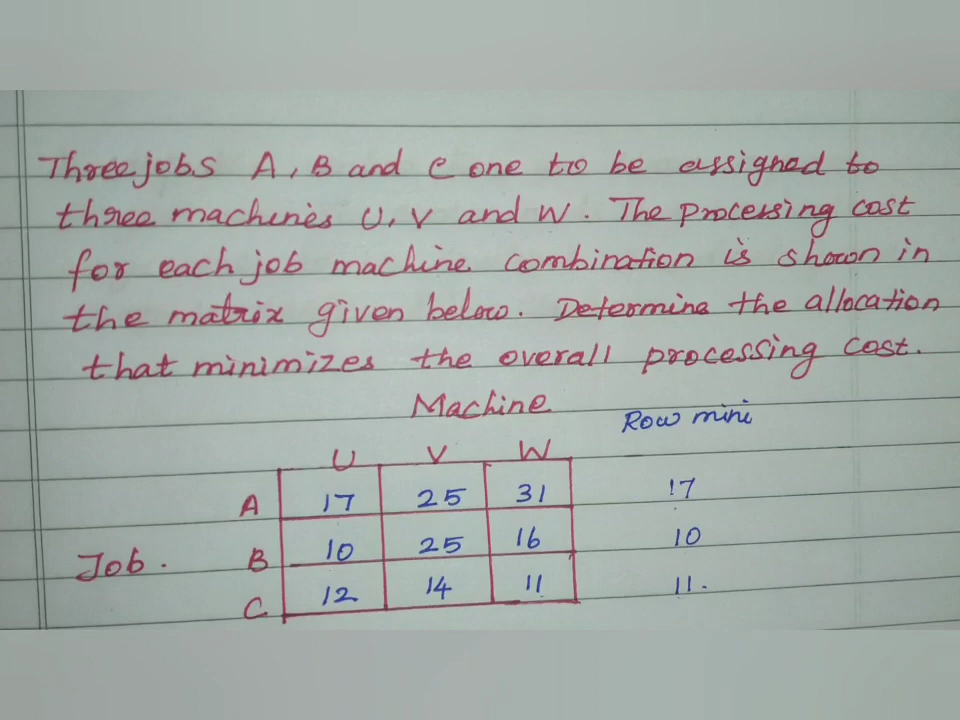 Three jobs A, B and C one to be assigned to
three machines U, V and W. The processing cost
for each job machine combination is shown in
the matrix given below. Determine the allocation
that minimizes the overall processing cost.
Machine
Row mini
U V W
A 17 25 31 17
Job. B 10 25 16 10
C 12 14 11 11.